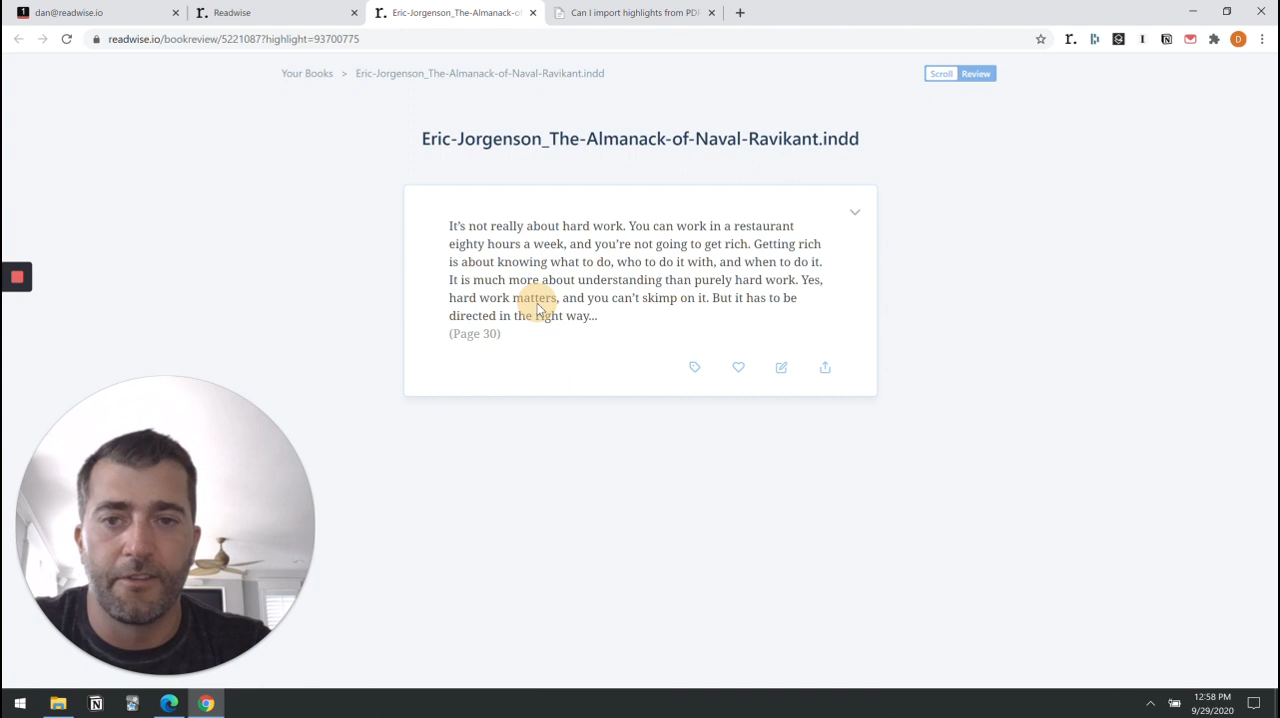 dan@readwise.io
Readwise
Eric-Jorgenson_The-Almanack-of
Can I import highlights from PD
readwise.io/bookreview/5221087?highlight=93700775
Your Books > Eric-Jorgenson_The-Almanack-of-Naval-Ravikant.indd
Scroll Review
Eric-Jorgenson_The-Almanack-of-Naval-Ravikant.indd
It's not really about hard work. You can work in a restaurant
eighty hours a week, and you're not going to get rich. Getting rich
is about knowing what to do, who to do it with, and when to do it.
It is much more about understanding than purely hard work. Yes,
hard work matters, and you can't skimp on it. But it has to be
directed in the right way...
(Page 30)
12:58 PM
9/29/2020